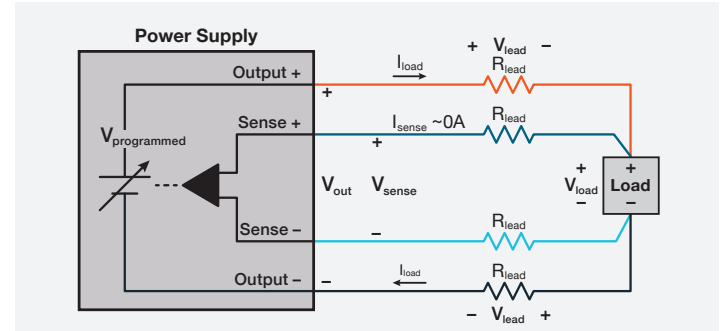 Power Supply
+ Vlead −
Iload
Rlead
Output +
+
Sense +
Isense ~0A
Rlead
+
Vprogrammed
Vout
Vsense
+
Vload
−
+
Load
−
Sense −
−
Rlead
Output −
−
Iload
Rlead
− Vlead +